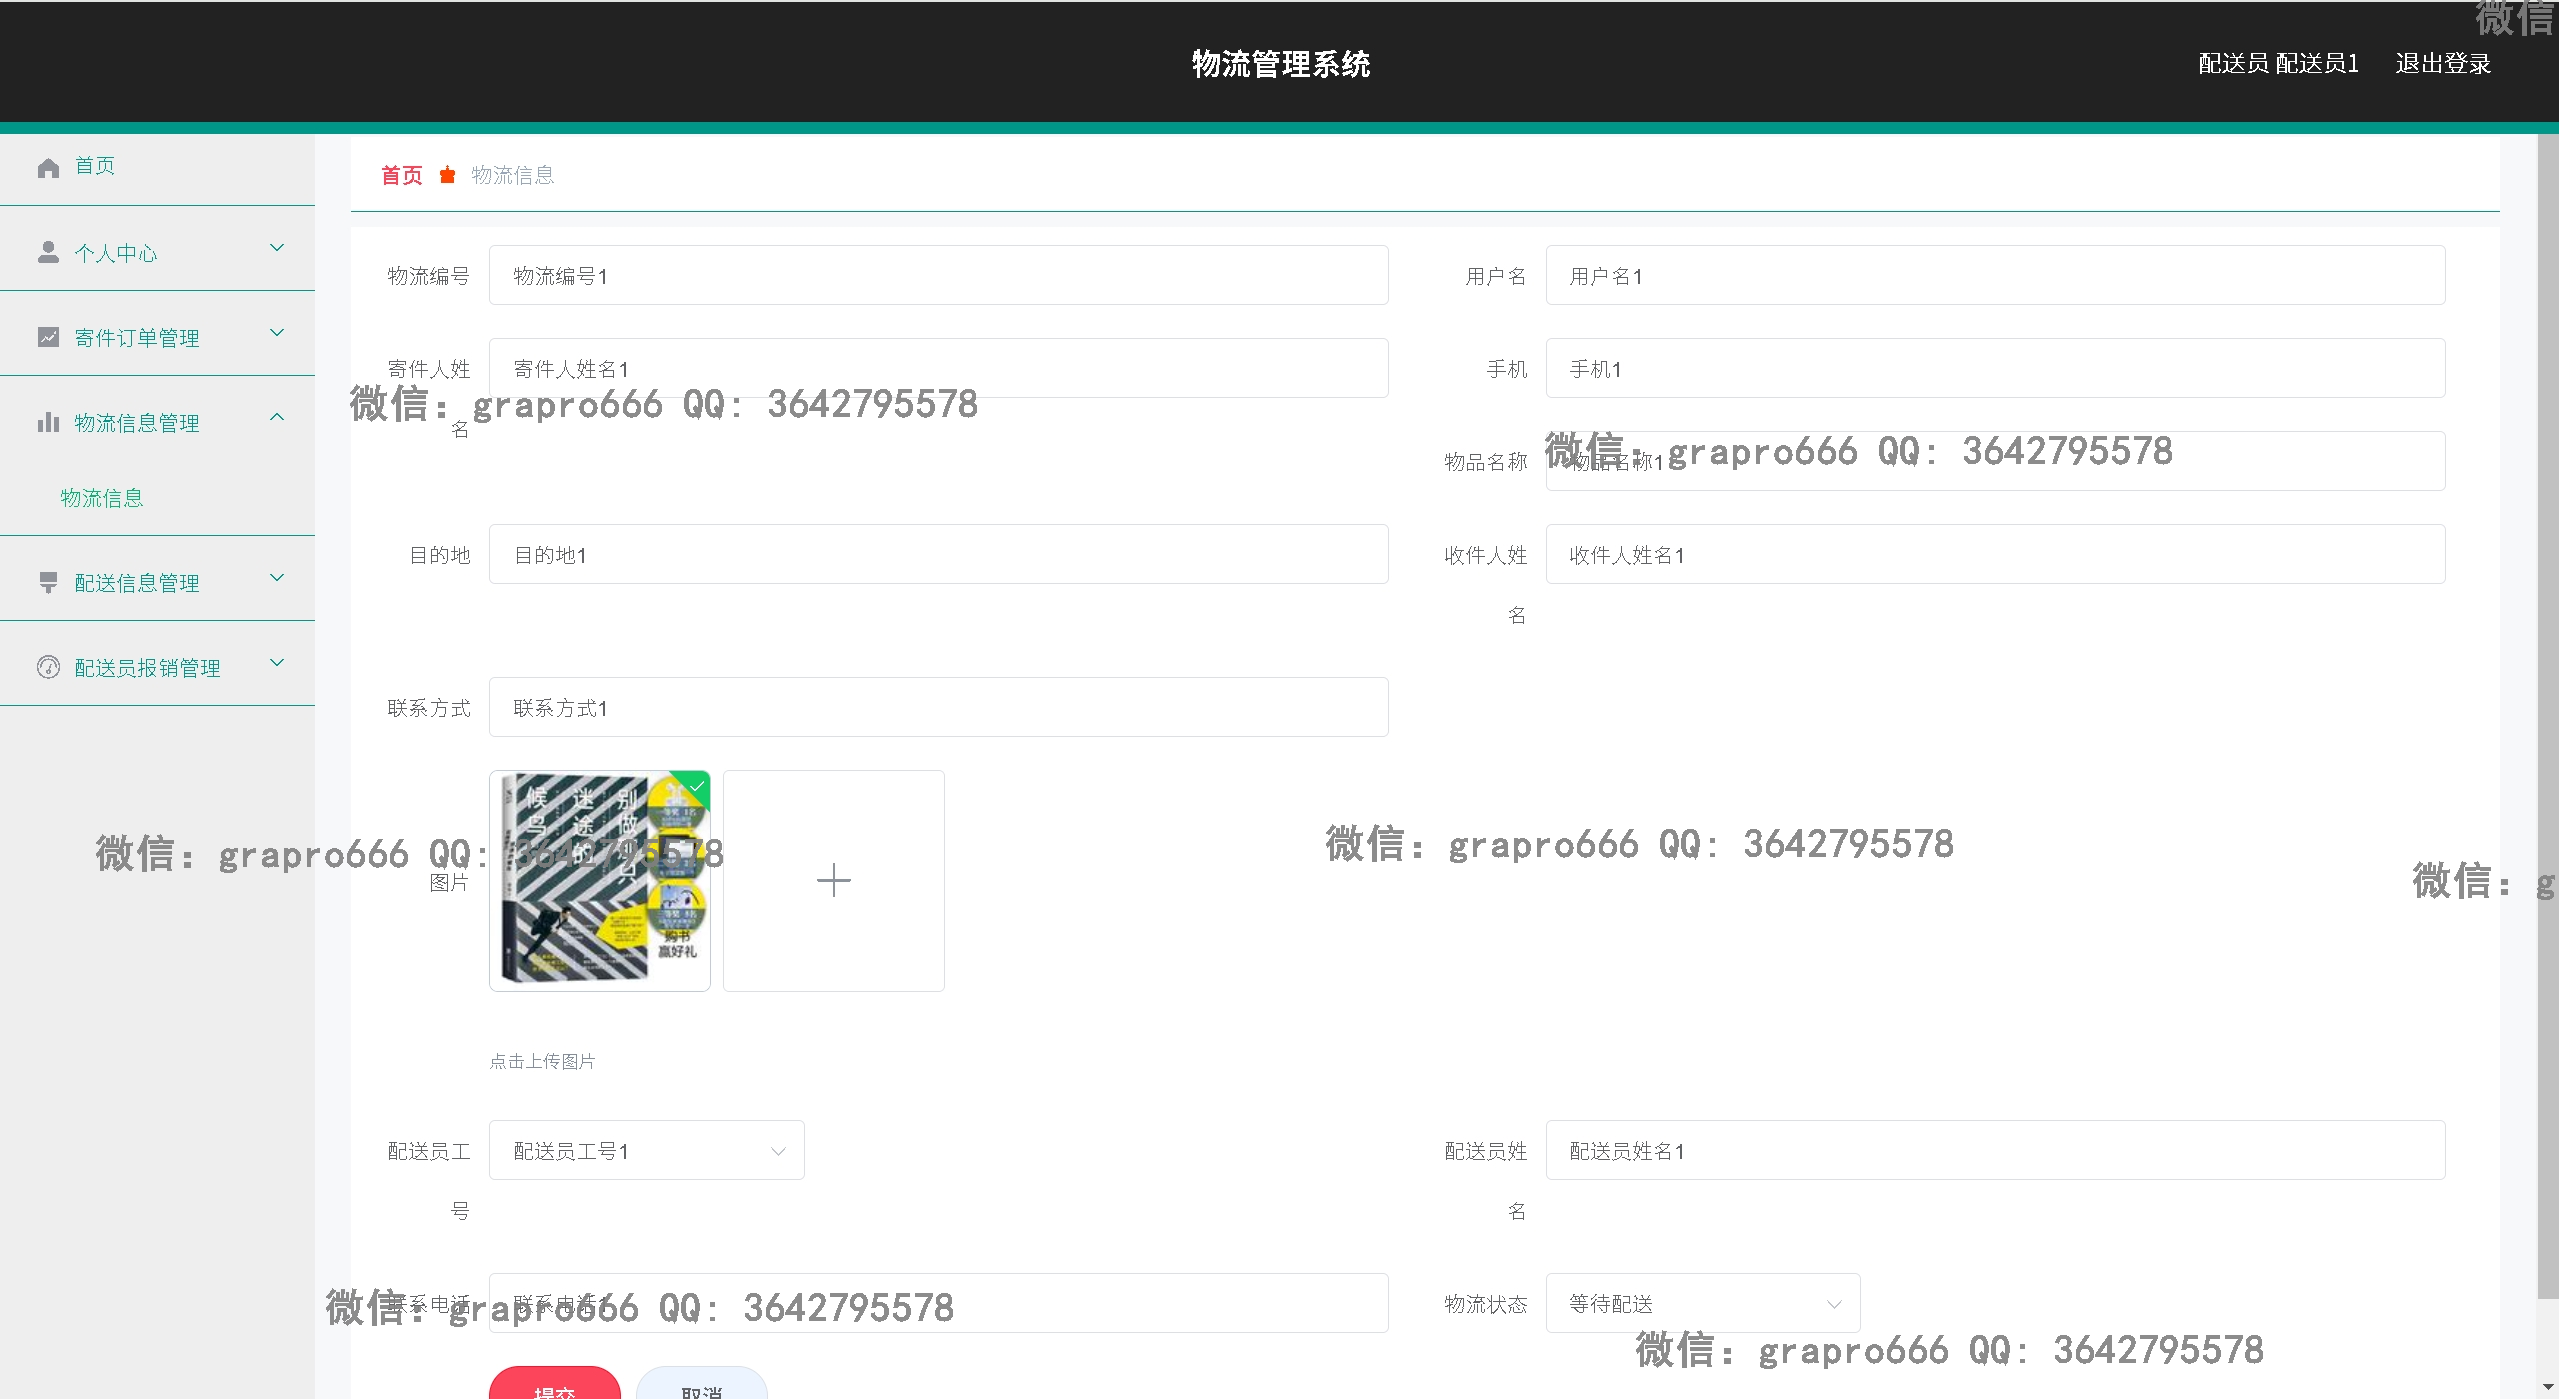 微信
物流管理系统
配送员 配送员1
退出登录
首页
个人中心
寄件订单管理
物流信息管理
物流信息
配送信息管理
配送员报销管理
首页 物流信息
物流编号 物流编号1
用户名 用户名1
寄件人姓名 寄件人姓名1
手机 手机1
微信: grapro666 QQ: 3642795578
物品名称 物品名称1
微信: grapro666 QQ: 3642795578
目的地 目的地1
收件人姓名 收件人姓名1
联系方式 联系方式1
图片
别做
迷途的
候鸟
购书
赢好礼
微信: grapro666 QQ: 3642795578
微信: grapro666 QQ: 3642795578
微信: g
点击上传图片
配送员工号 配送员工号1
配送员姓名 配送员姓名1
联系电话 联系电话1
微信: grapro666 QQ: 3642795578
物流状态 等待配送
微信: grapro666 QQ: 3642795578
提交
取消